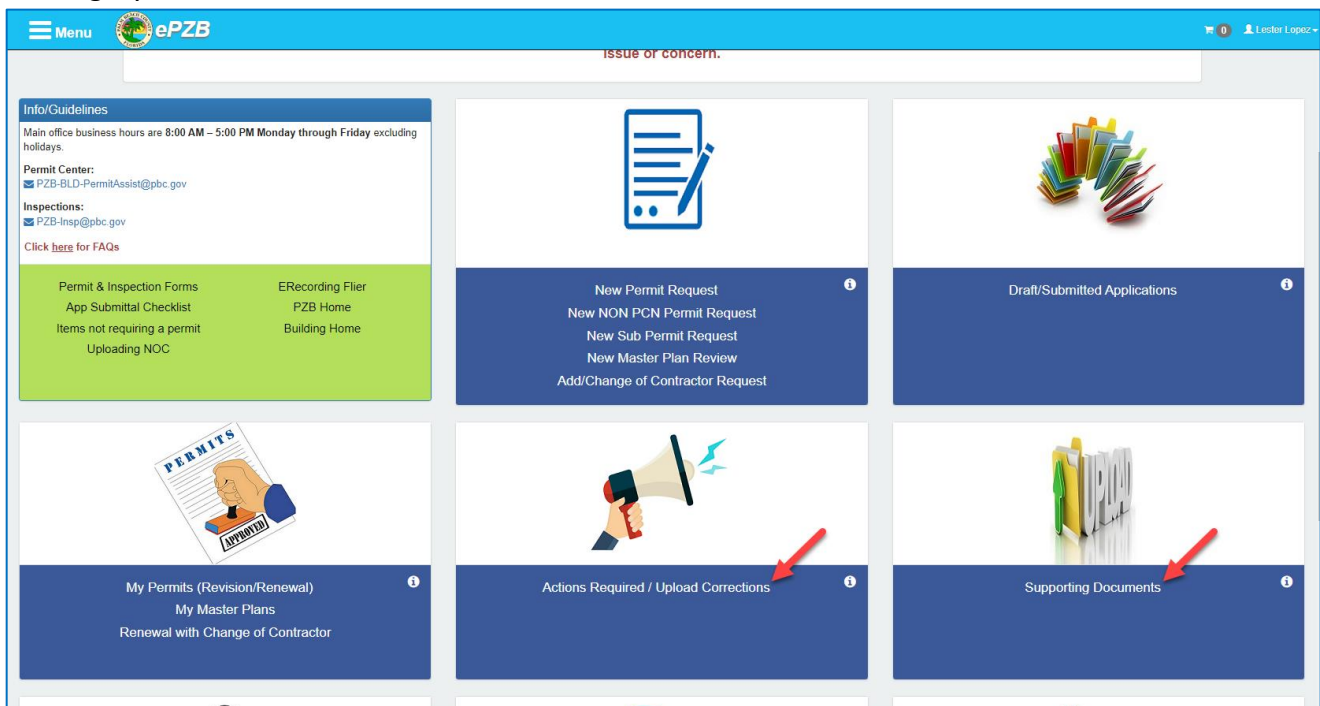 Menu
ePZB
0
Lester Lopez
issue or concern.
Info/Guidelines
Main office business hours are 8:00 AM – 5:00 PM Monday through Friday excluding
holidays.
Permit Center:
PZB-BLD-PermitAssist@pbc.gov
Inspections:
PZB-Insp@pbc.gov
Click here for FAQs
Permit & Inspection Forms
App Submittal Checklist
Items not requiring a permit
Uploading NOC
ERecording Flier
PZB Home
Building Home
New Permit Request
New NON PCN Permit Request
New Sub Permit Request
New Master Plan Review
Add/Change of Contractor Request
Draft/Submitted Applications
PERMITS
APPROVED
My Permits (Revision/Renewal)
My Master Plans
Renewal with Change of Contractor
Actions Required / Upload Corrections
UPLOAD
Supporting Documents